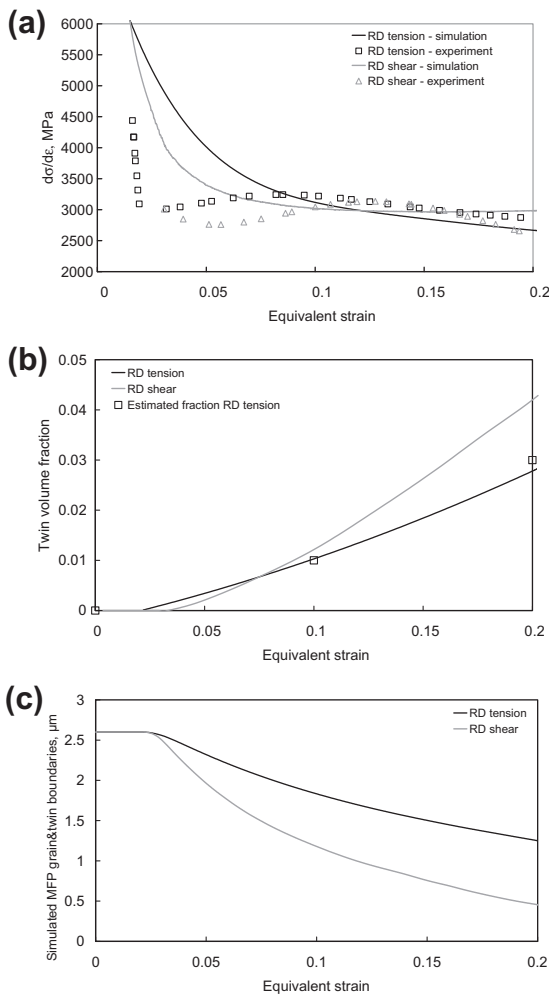 (a)
dσ/dε, MPa
6000
5500
5000
4500
4000
3500
3000
2500
2000
RD tension - simulation
RD tension - experiment
RD shear - simulation
RD shear - experiment
0 0.05 0.1 0.15 0.2
Equivalent strain
(b)
Twin volume fraction
0.05
0.04
0.03
0.02
0.010
0
RD tension
RD shear
Estimated fraction RD tension
0 0.05 0.1 0.15 0.2
Equivalent strain
(c)
Simulated MFP grain&twin boundaries, μm
3
2.5
2
1.5
1
0.5
0
RD tension
RD shear
0 0.05 0.1 0.15 0.2
Equivalent strain